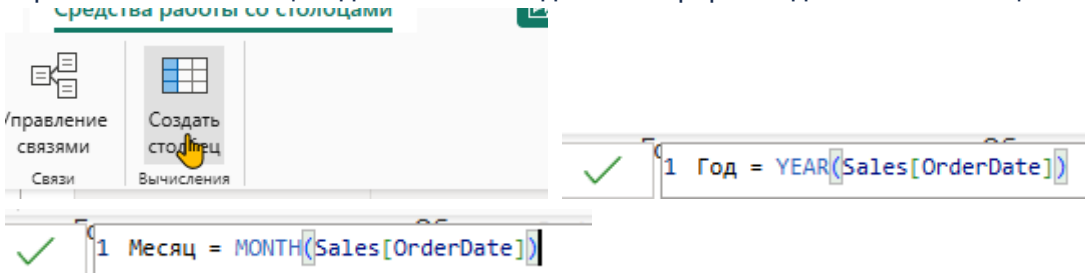 Средства работы со столбцами
Управление связями
Создать столбец
Связи
Вычисления
1 Год = YEAR(Sales[OrderDate])
1 Месяц = MONTH(Sales[OrderDate])